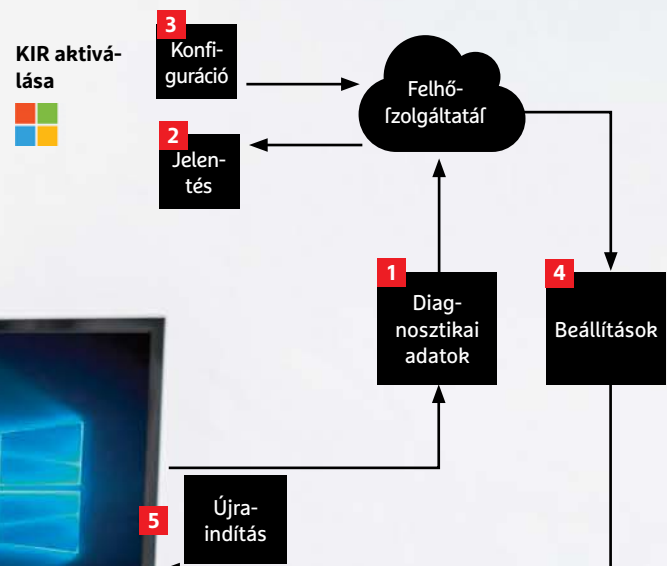 KIR aktivá-
lása
3
Konfi-
guráció
Felhő-
ſzolgáltatáſ
2
Jelen-
tés
1
Diag-
nosztikai
adatok
4
Beállítások
5
Újra-
indítás